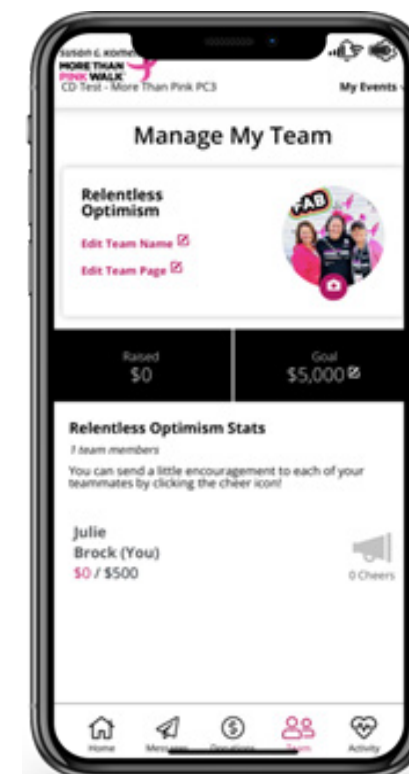 SUSAN G. KOMEN
MORE THAN
PINK WALK
CD Test - More Than Pink PC3
My Events
Manage My Team
Relentless
Optimism
Edit Team Name
Edit Team Page
FAB
Raised
$0
Goal
$5,000
Relentless Optimism Stats
1 team members
You can send a little encouragement to each of your
teammates by clicking the cheer icon!
Julie
Brock (You)
$0 / $500
0 Cheers
Home
Messages
Donations
Team
Activity